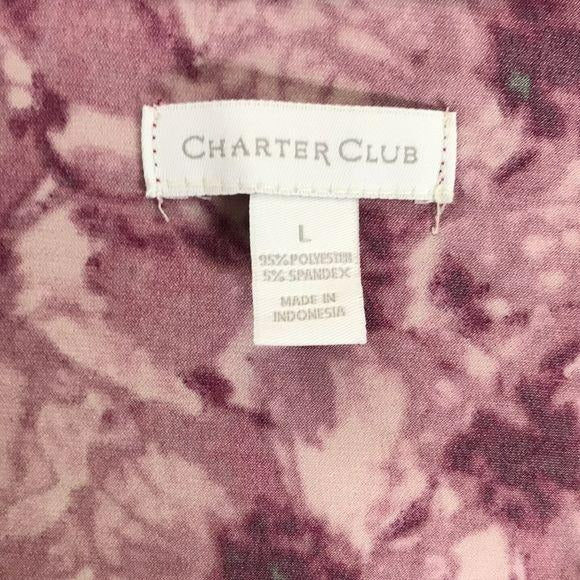 CHARTER CLUB
L
95% POLYESTER
5% SPANDEX
MADE IN
INDONESIA